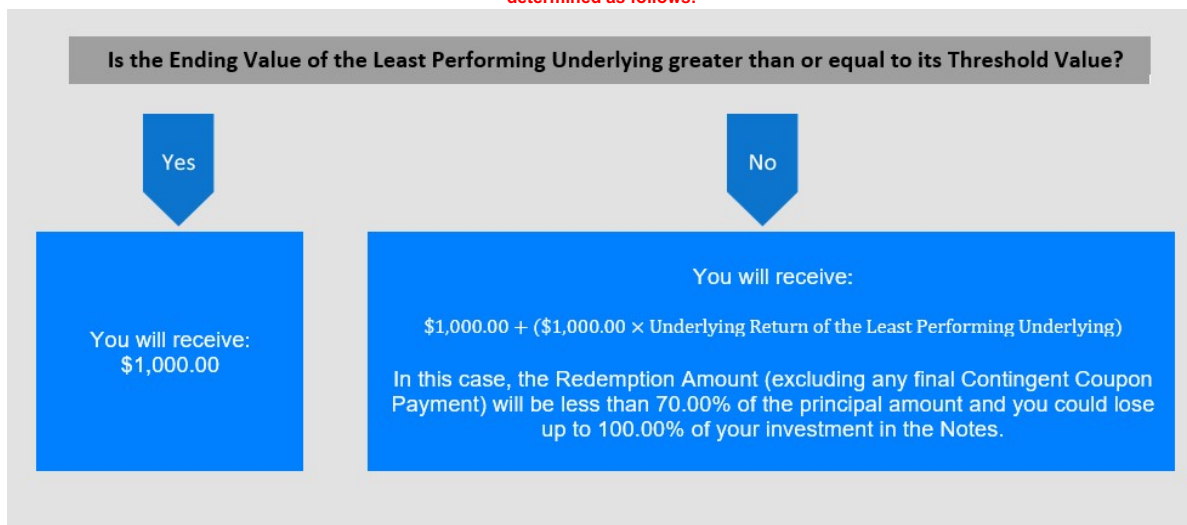 determined as follows:
Is the Ending Value of the Least Performing Underlying greater than or equal to its Threshold Value?
Yes
No
You will receive:
$1,000.00
You will receive:
$1,000.00 + ($1,000.00 × Underlying Return of the Least Performing Underlying)
In this case, the Redemption Amount (excluding any final Contingent Coupon
Payment) will be less than 70.00% of the principal amount and you could lose
up to 100.00% of your investment in the Notes.